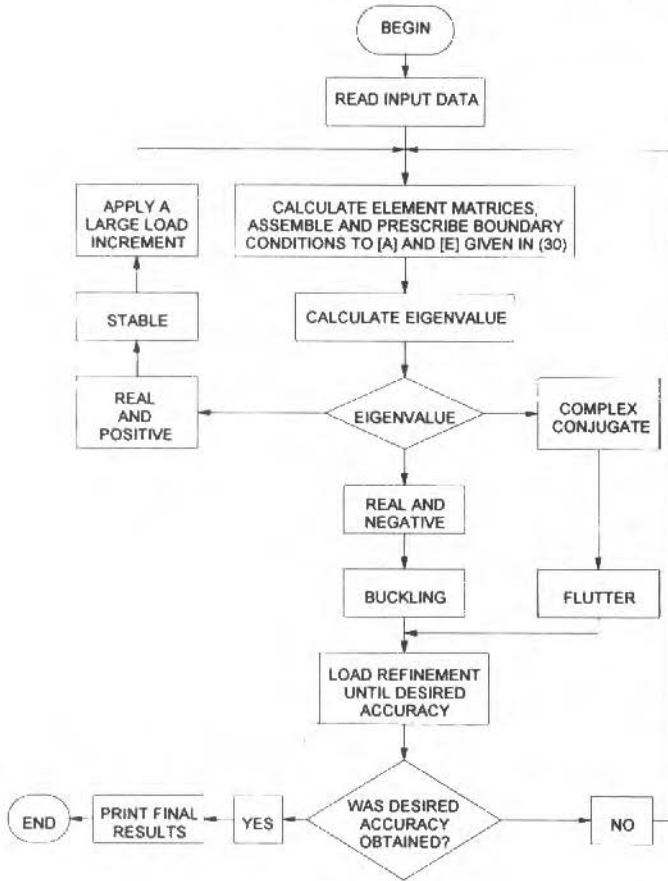 BEGIN
READ INPUT DATA
APPLY A
LARGE LOAD
INCREMENT
CALCULATE ELEMENT MATRICES,
ASSEMBLE AND PRESCRIBE BOUNDARY
CONDITIONS TO [A] AND [E] GIVEN IN (30)
STABLE
CALCULATE EIGENVALUE
REAL
AND
POSITIVE
EIGENVALUE
COMPLEX
CONJUGATE
REAL AND
NEGATIVE
BUCKLING
FLUTTER
LOAD REFINEMENT
UNTIL DESIRED
ACCURACY
END
PRINT FINAL
RESULTS
YES
WAS DESIRED
ACCURACY
OBTAINED?
NO